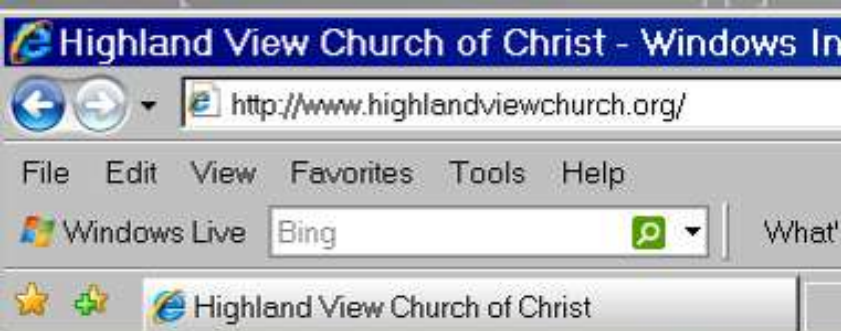 Highland View Church of Christ - Windows In
http://www.highlandviewchurch.org/
File Edit View Favorites Tools Help
Windows Live Bing What'
Highland View Church of Christ